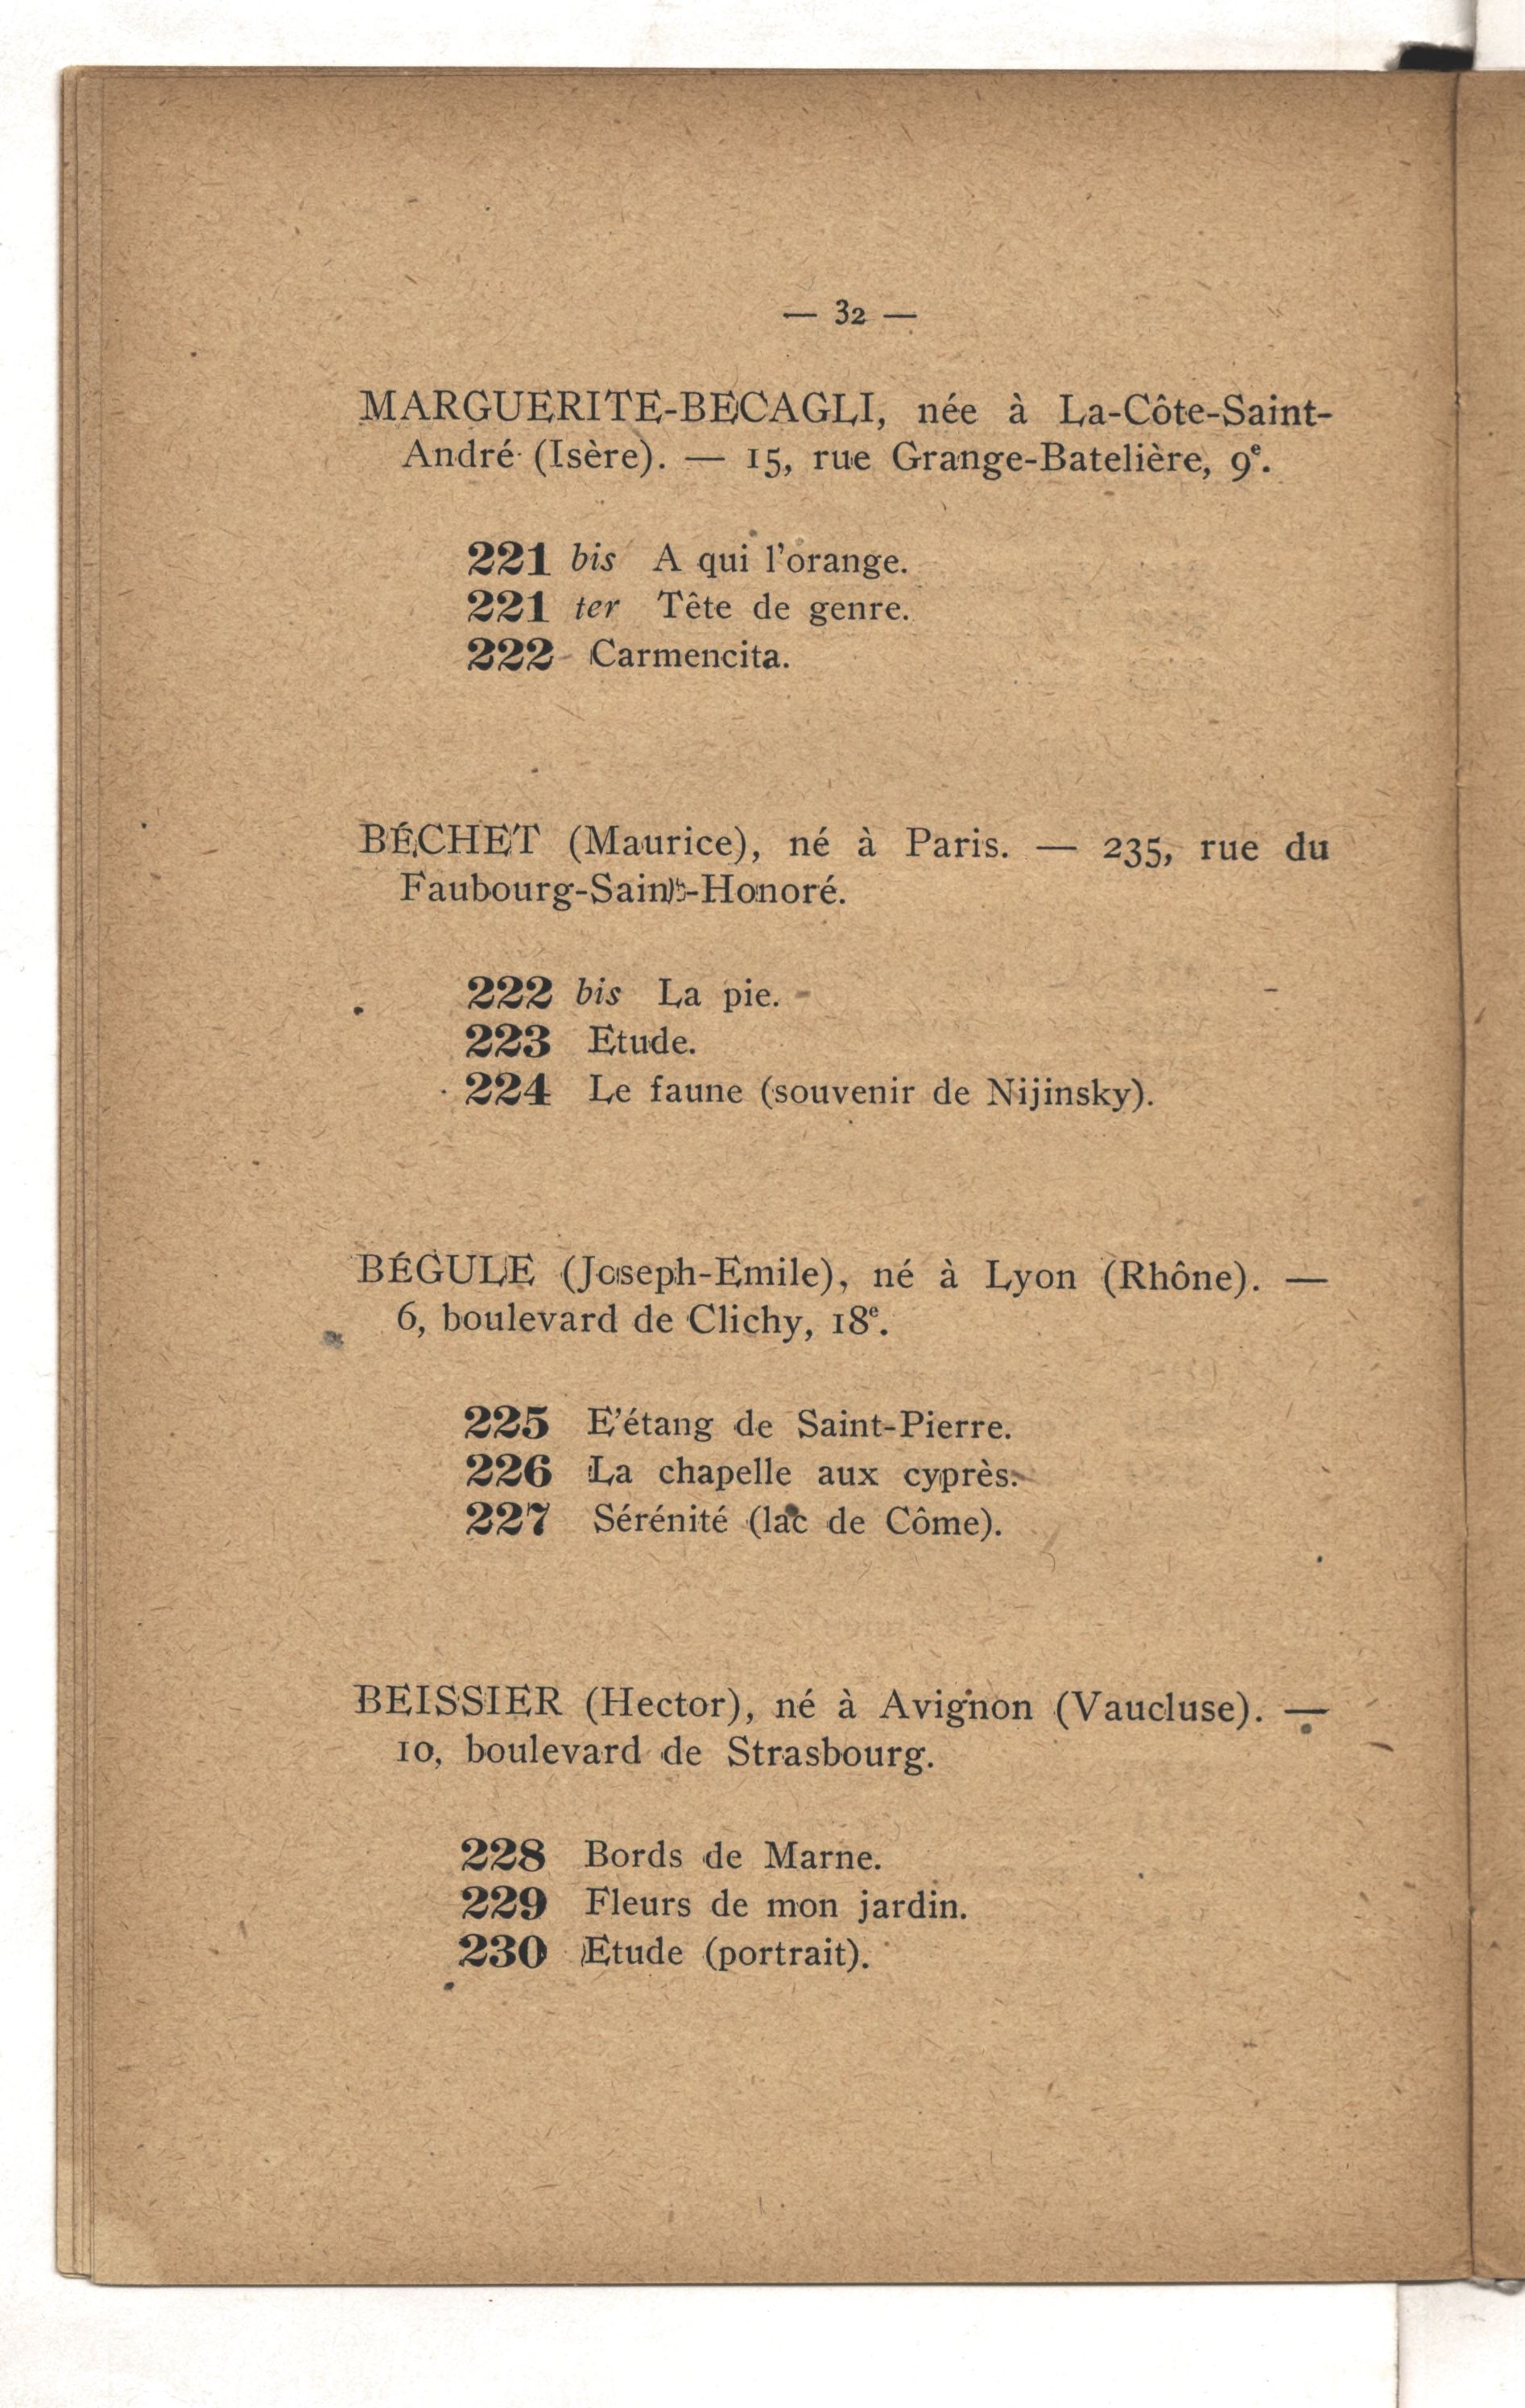 — 32 —
MARGUERITE-BECAGLI, née à La-Côte-Saint-
André (Isère). — 15, rue Grange-Batelière, 9e.
221 bis A qui l'orange.
221 ter Tête de genre.
222 Carmencita.
BÉCHET (Maurice), né à Paris. — 235, rue du
Faubourg-Saint-Honoré.
222 bis La pie.
223 Etude.
224 Le faune (souvenir de Nijinsky).
BÉGULE (Joseph-Emile), né à Lyon (Rhône). —
6, boulevard de Clichy, 18e.
225 E'étang de Saint-Pierre.
226 La chapelle aux cyprès.
227 Sérénité (lac de Côme).
BEISSIER (Hector), né à Avignon (Vaucluse). —
10, boulevard de Strasbourg.
228 Bords de Marne.
229 Fleurs de mon jardin.
230 Etude (portrait).